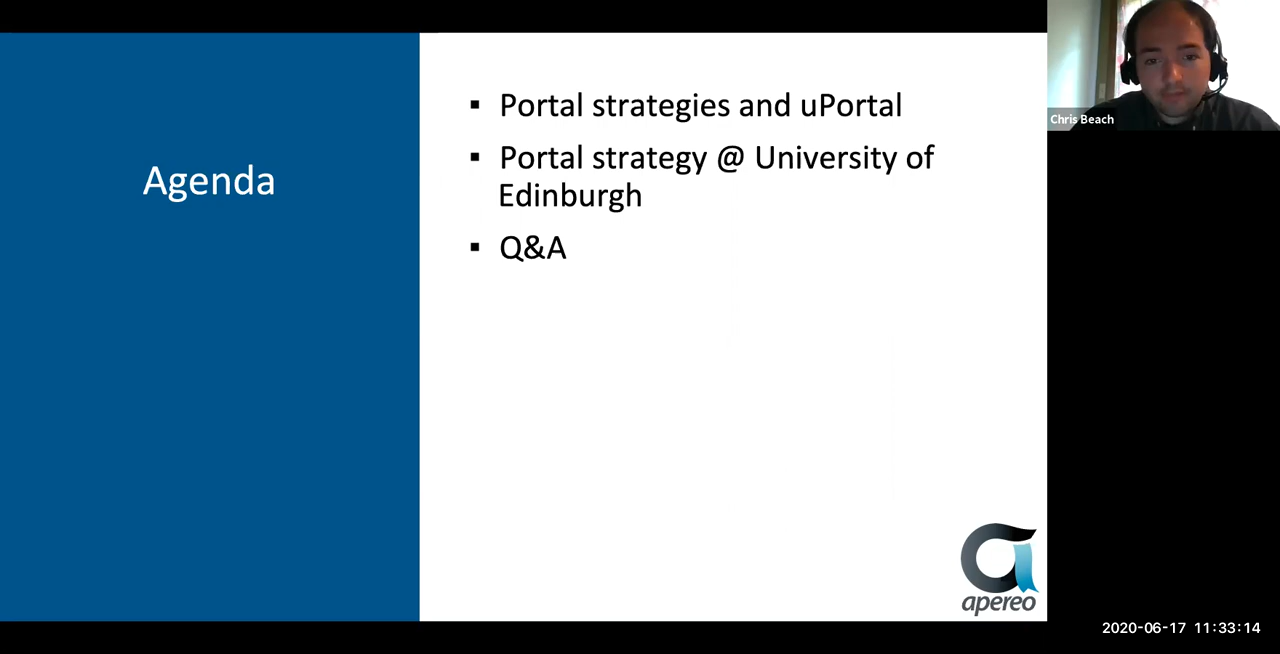 Agenda
▪ Portal strategies and uPortal
▪ Portal strategy @ University of
Edinburgh
▪ Q&A
Chris Beach
apereo
2020-06-17 11:33:14